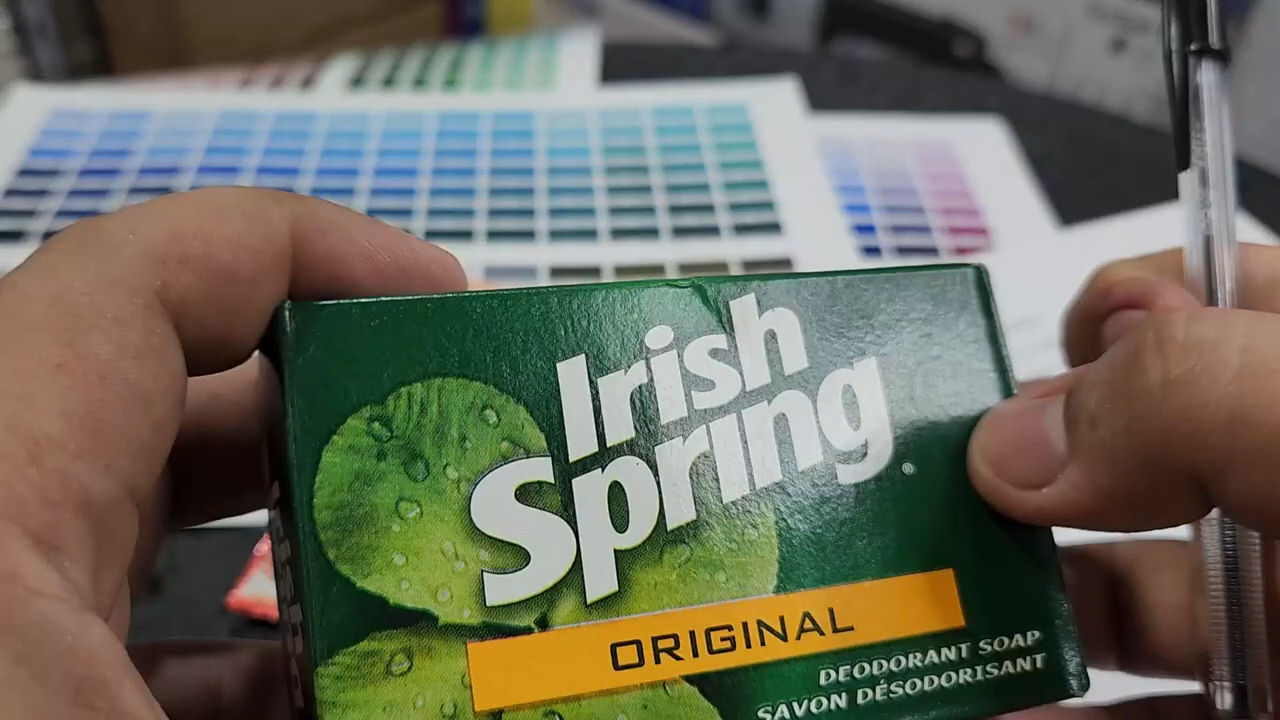 Irish
Spring®
ORIGINAL
DEODORANT SOAP
SAVON DÉSODORISANT